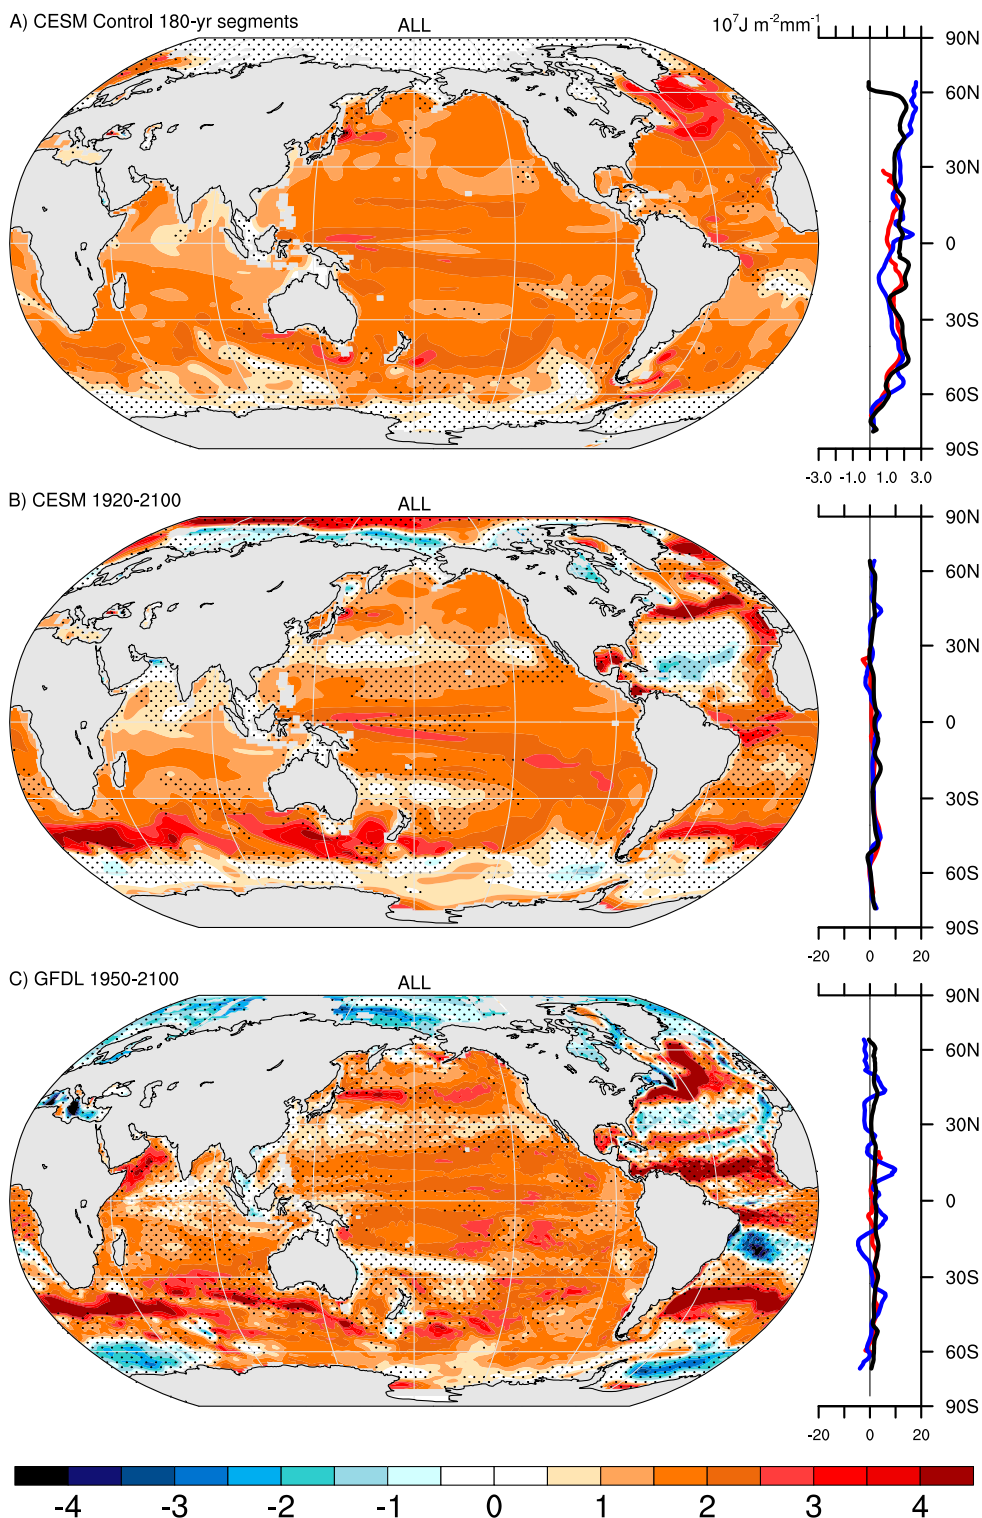 A) CESM Control 180-yr segments
ALL
10⁷J m⁻²mm⁻¹
90N
60N
30N
0
30S
60S
90S
-3.0 -1.0 1.0 3.0
B) CESM 1920-2100
ALL
90N
60N
30N
0
30S
60S
90S
-20 0 20
C) GFDL 1950-2100
ALL
90N
60N
30N
0
30S
60S
90S
-20 0 20
-4 -3 -2 -1 0 1 2 3 4